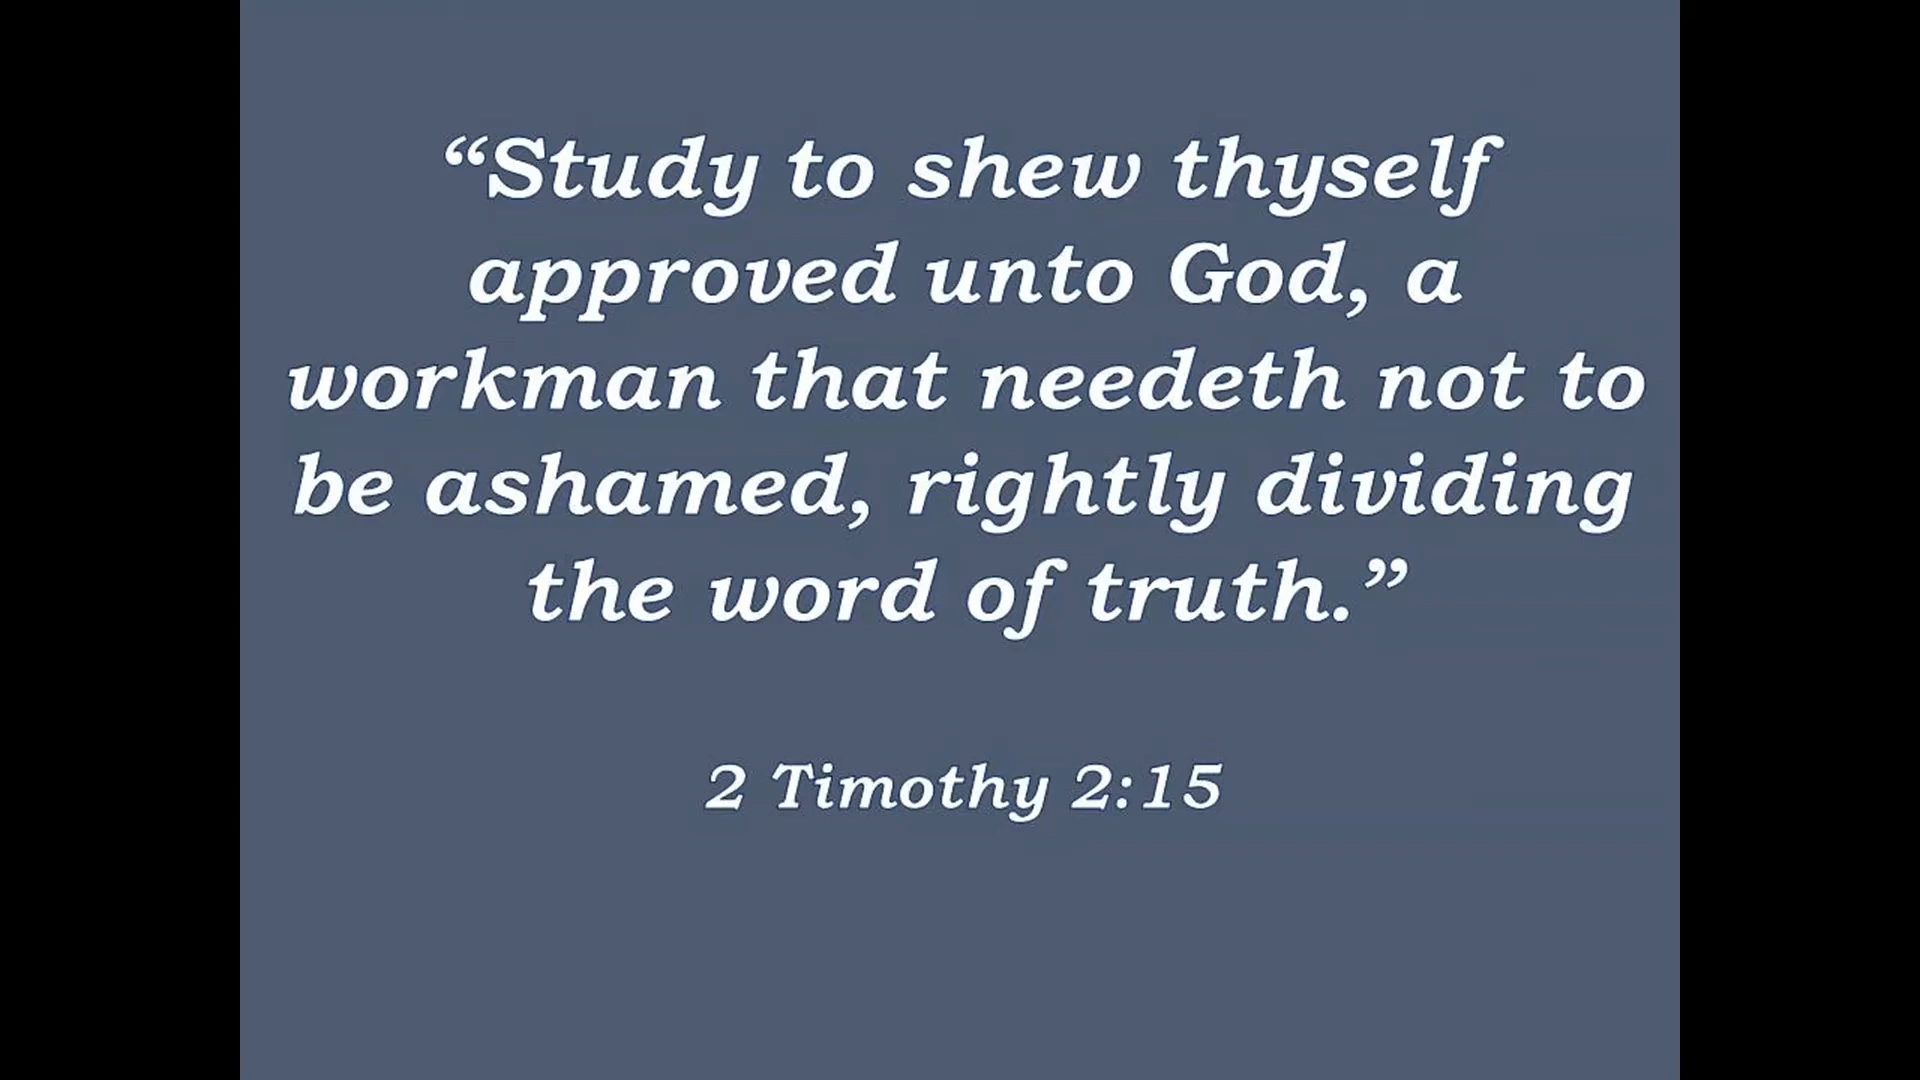 “Study to shew thyself
approved unto God, a
workman that needeth not to
be ashamed, rightly dividing
the word of truth.”
2 Timothy 2:15